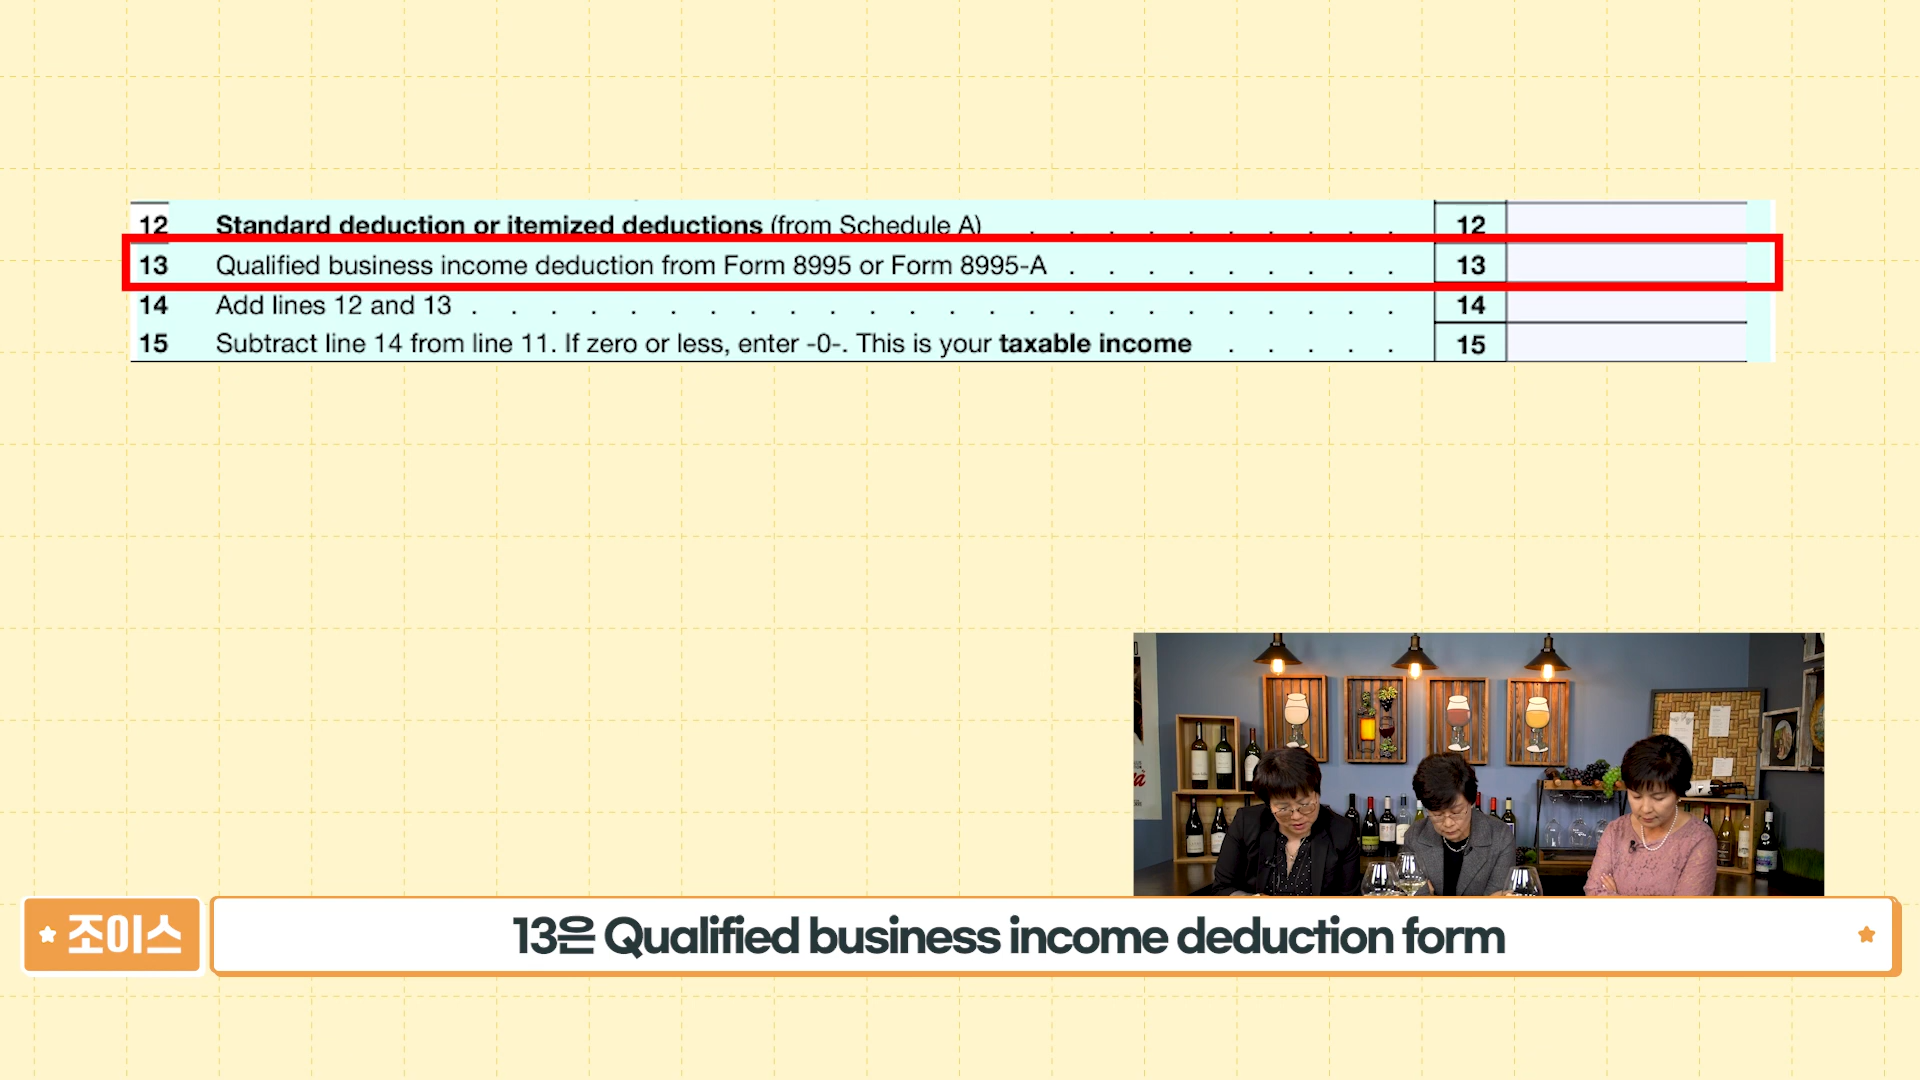 12 Standard deduction or itemized deductions (from Schedule A) . . . . . . . . . . 12
13 Qualified business income deduction from Form 8995 or Form 8995-A . . . . . . . . . 13
14 Add lines 12 and 13 . . . . . . . . . . . . . . . . . . . . . . . . 14
15 Subtract line 14 from line 11. If zero or less, enter -0-. This is your taxable income . . . . . 15
조이스
13은 Qualified business income deduction form